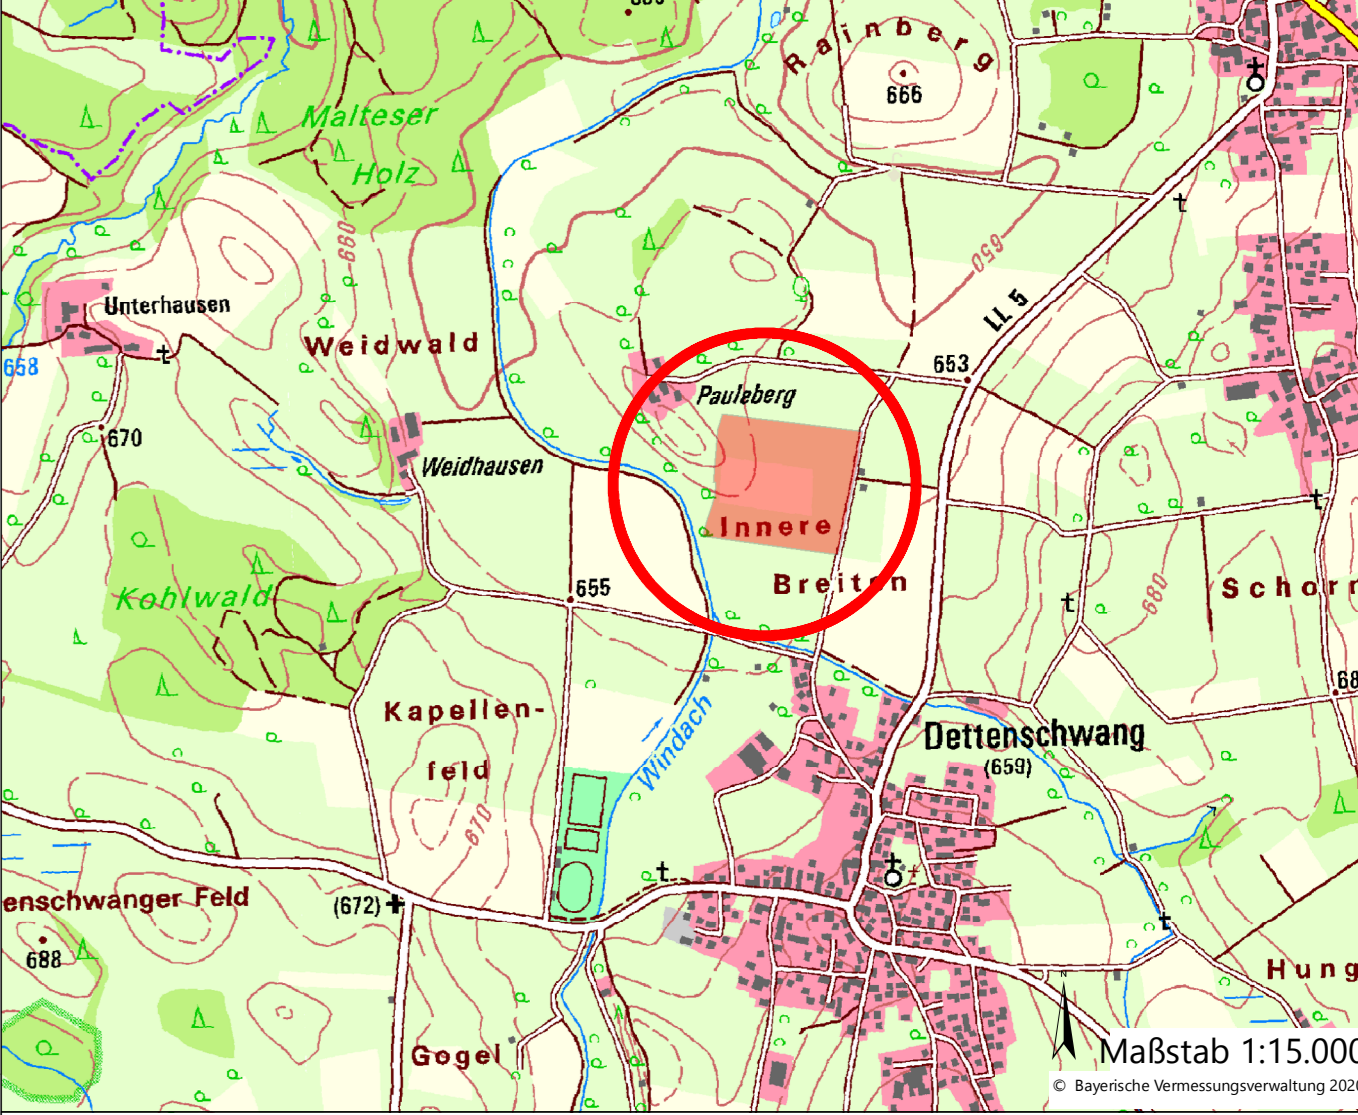 Rainberg
666
Malteser
Holz
680
650
Unterhausen
LL 5
Weidwald
658
653
Pauleberg
670
Weidhausen
Innere
Breiten
655
680
Schorn
Kohlwald
68
Kapellen-
feld
Windach
Dettenschwang
(659)
670
enschwanger Feld
(672)
688
Hung
Gogel
N
Maßstab 1:15.000
© Bayerische Vermessungsverwaltung 2020